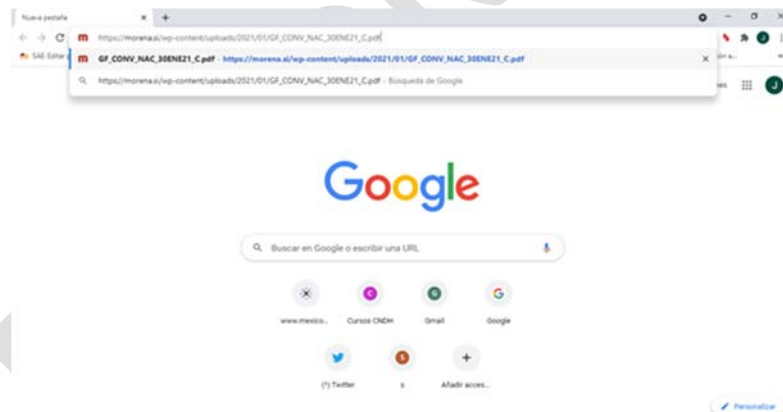 Nueva pestaña
https://morena.si/wp-content/uploads/2021/01/GF_CONV_NAC_30ENE21_C.pdf
GF_CONV_NAC_30ENE21_C.pdf - https://morena.si/wp-content/uploads/2021/01/GF_CONV_NAC_30ENE21_C.pdf
https://morena.si/wp-content/uploads/2021/01/GF_CONV_NAC_30ENE21_C.pdf - Búsqueda de Google
Google
Buscar en Google o escribir una URL
www.mexico...
Cursos CNDH
Gmail
Google
(*) Twitter
s
Añadir acces...
Personalizar